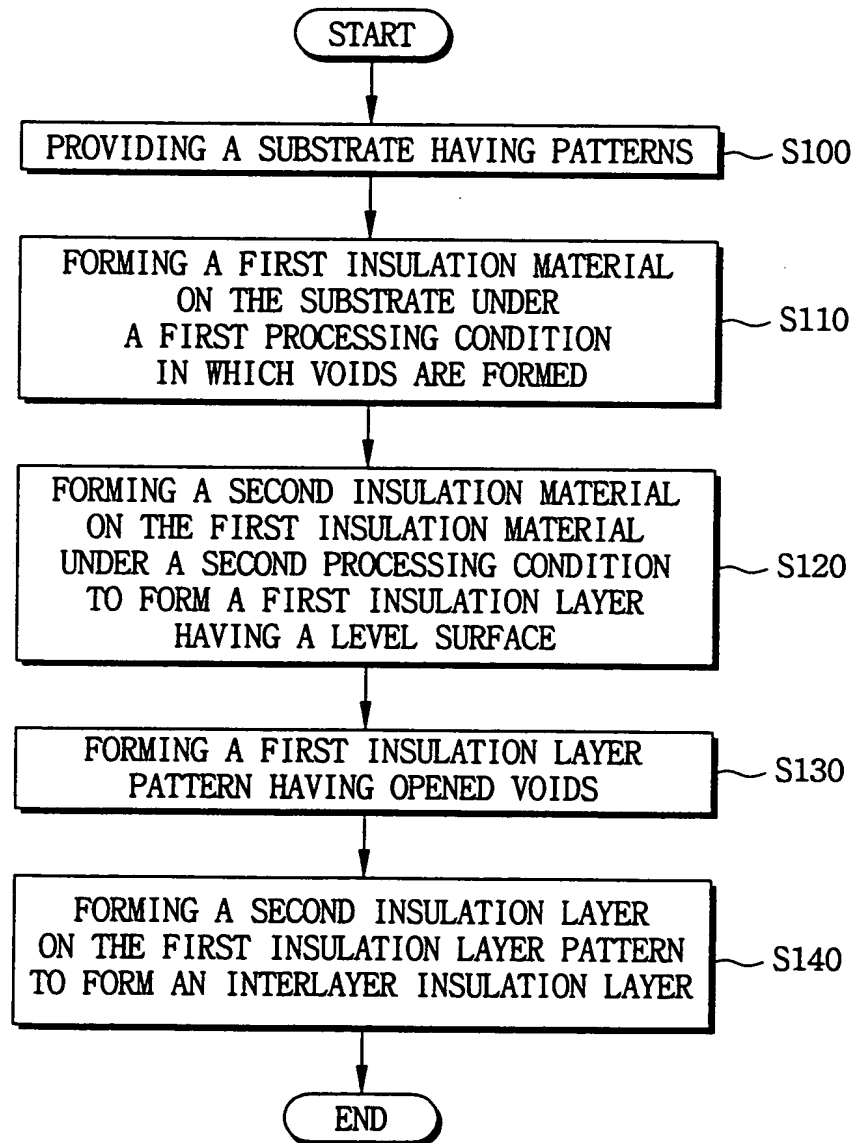 START
PROVIDING A SUBSTRATE HAVING PATTERNS
S100
FORMING A FIRST INSULATION MATERIAL
ON THE SUBSTRATE UNDER
A FIRST PROCESSING CONDITION
IN WHICH VOIDS ARE FORMED
S110
FORMING A SECOND INSULATION MATERIAL
ON THE FIRST INSULATION MATERIAL
UNDER A SECOND PROCESSING CONDITION
TO FORM A FIRST INSULATION LAYER
HAVING A LEVEL SURFACE
S120
FORMING A FIRST INSULATION LAYER
PATTERN HAVING OPENED VOIDS
S130
FORMING A SECOND INSULATION LAYER
ON THE FIRST INSULATION LAYER PATTERN
TO FORM AN INTERLAYER INSULATION LAYER
S140
END